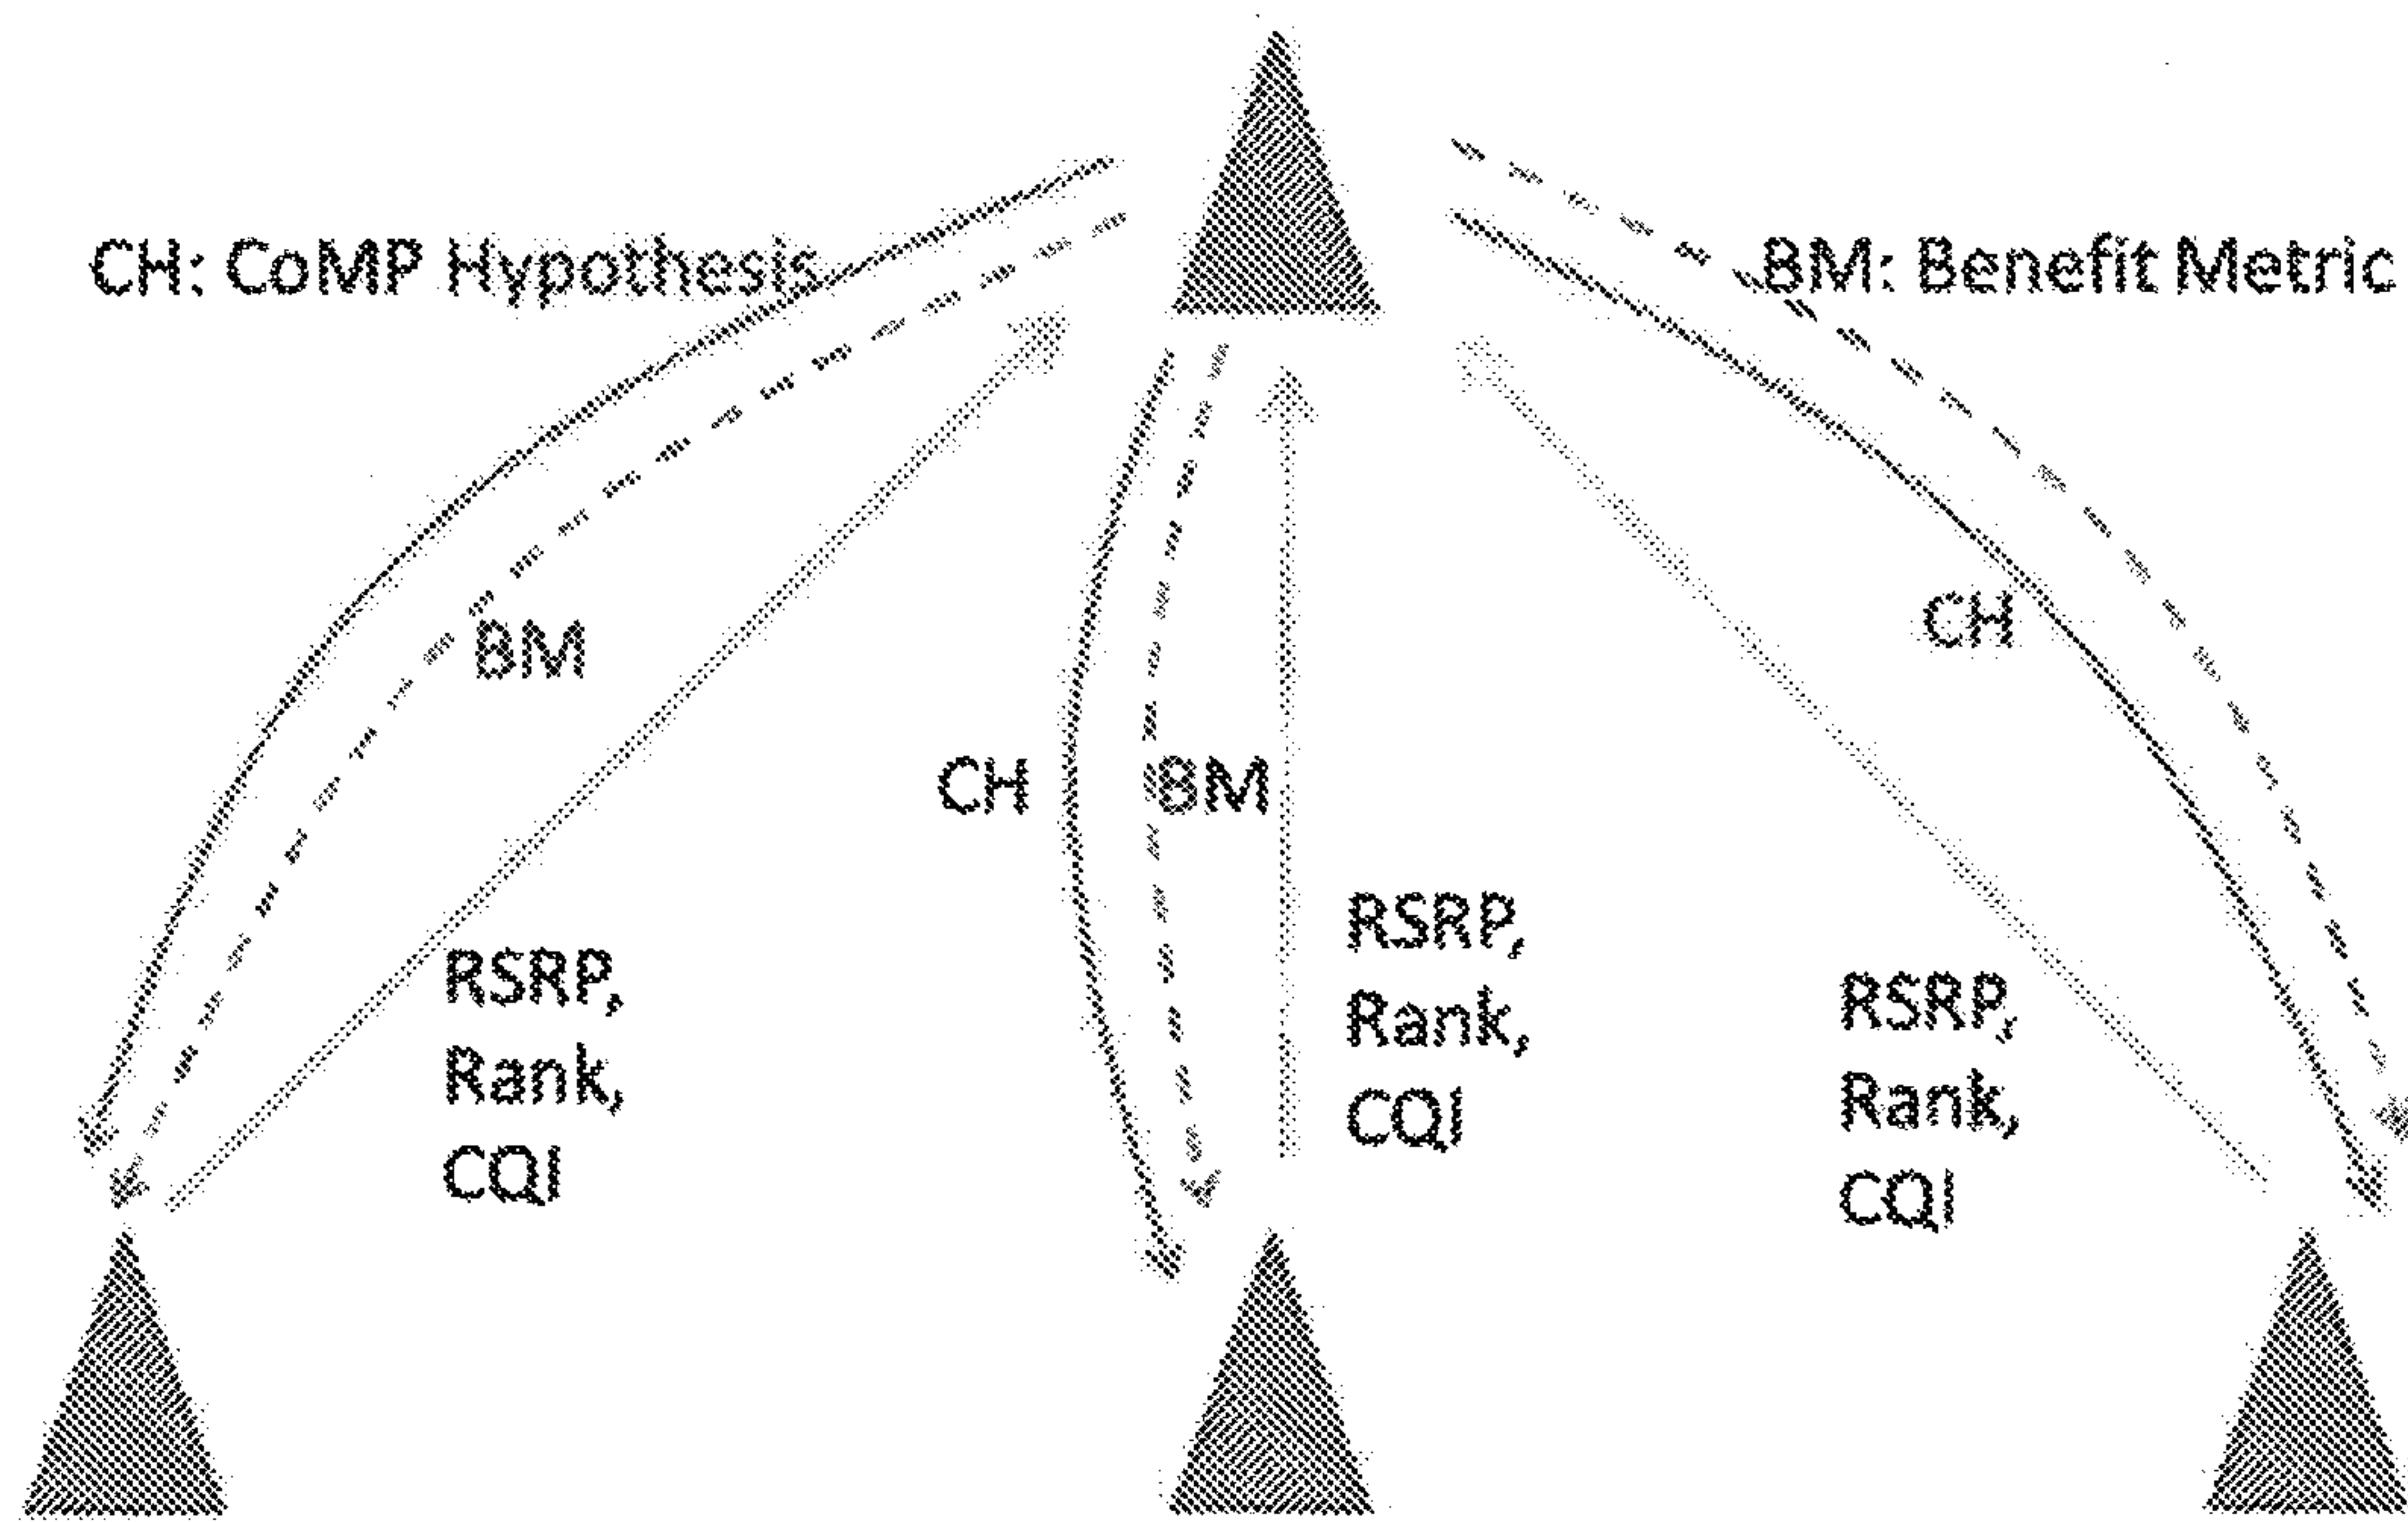 CH: CoMP Hypothesis
BM: Benefit Metric
BM
CH
CH
BM
RSRP,
Rank,
CQI
RSRP,
Rank,
CQI
RSRP,
Rank,
CQI